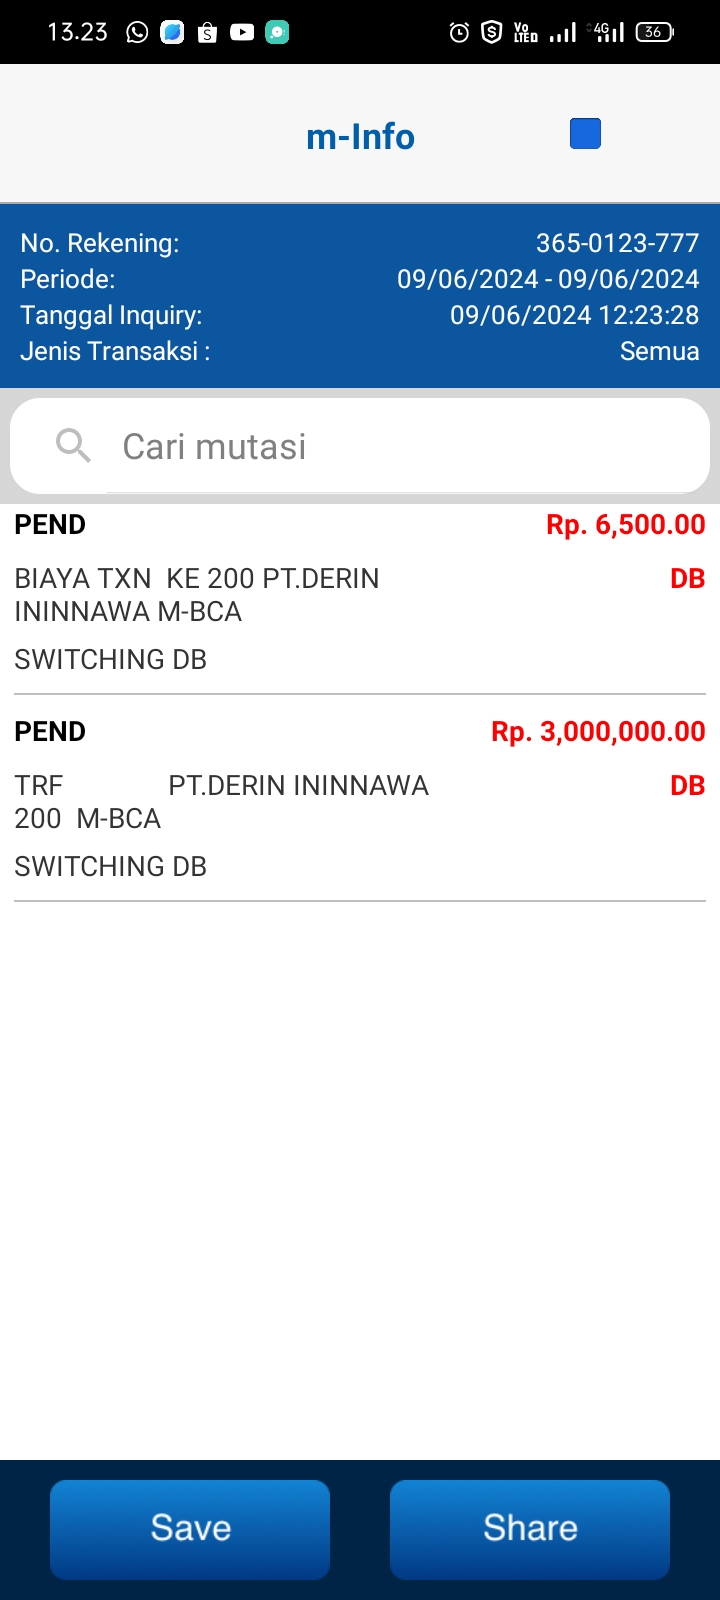 13.23
4G
36
m-Info
No. Rekening: 365-0123-777
Periode: 09/06/2024 - 09/06/2024
Tanggal Inquiry: 09/06/2024 12:23:28
Jenis Transaksi : Semua
Cari mutasi
PEND Rp. 6,500.00
BIAYA TXN  KE 200 PT.DERIN DB
ININNAWA M-BCA
SWITCHING DB
PEND Rp. 3,000,000.00
TRF PT.DERIN ININNAWA DB
200  M-BCA
SWITCHING DB
Save Share